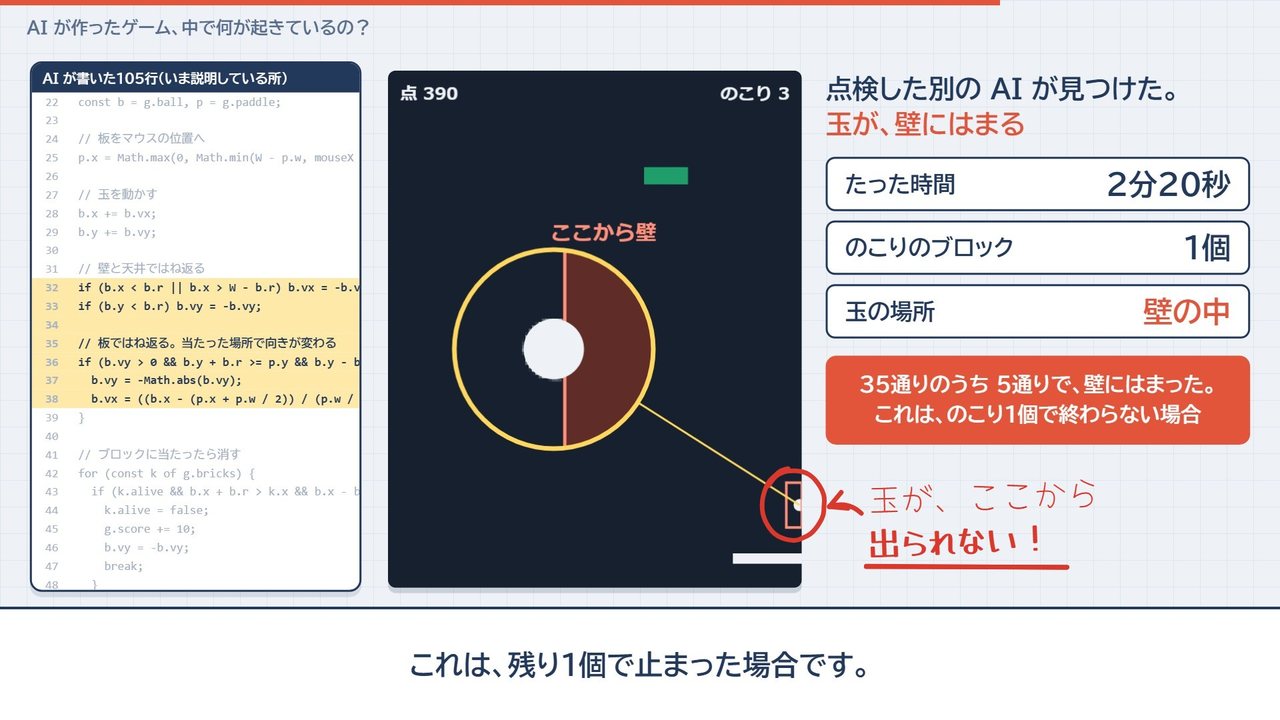 AI が作ったゲーム、中で何が起きているの？
AI が書いた105行(いま説明している所)
22 const b = g.ball, p = g.paddle;
23
24 // 板をマウスの位置へ
25 p.x = Math.max(0, Math.min(W - p.w, mouseX
26
27 // 玉を動かす
28 b.x += b.vx;
29 b.y += b.vy;
30
31 // 壁と天井ではね返る
32 if (b.x < b.r || b.x > W - b.r) b.vx = -b.v
33 if (b.y < b.r) b.vy = -b.vy;
34
35 // 板ではね返る。当たった場所で向きが変わる
36 if (b.vy > 0 && b.y + b.r >= p.y && b.y - b
37 b.vy = -Math.abs(b.vy);
38 b.vx = ((b.x - (p.x + p.w / 2)) / (p.w /
39 }
40
41 // ブロックに当たったら消す
42 for (const k of g.bricks) {
43 if (k.alive && b.x + b.r > k.x && b.x - b
44 k.alive = false;
45 g.score += 10;
46 b.vy = -b.vy;
47 break;
48 }
点 390
のこり 3
ここから壁
点検した別の AI が見つけた。
玉が、壁にはまる
たった時間 2分20秒
のこりのブロック 1個
玉の場所 壁の中
35通りのうち 5通りで、壁にはまった。
これは、のこり1個で終わらない場合
玉が、ここから
出られない！
これは、残り1個で止まった場合です。